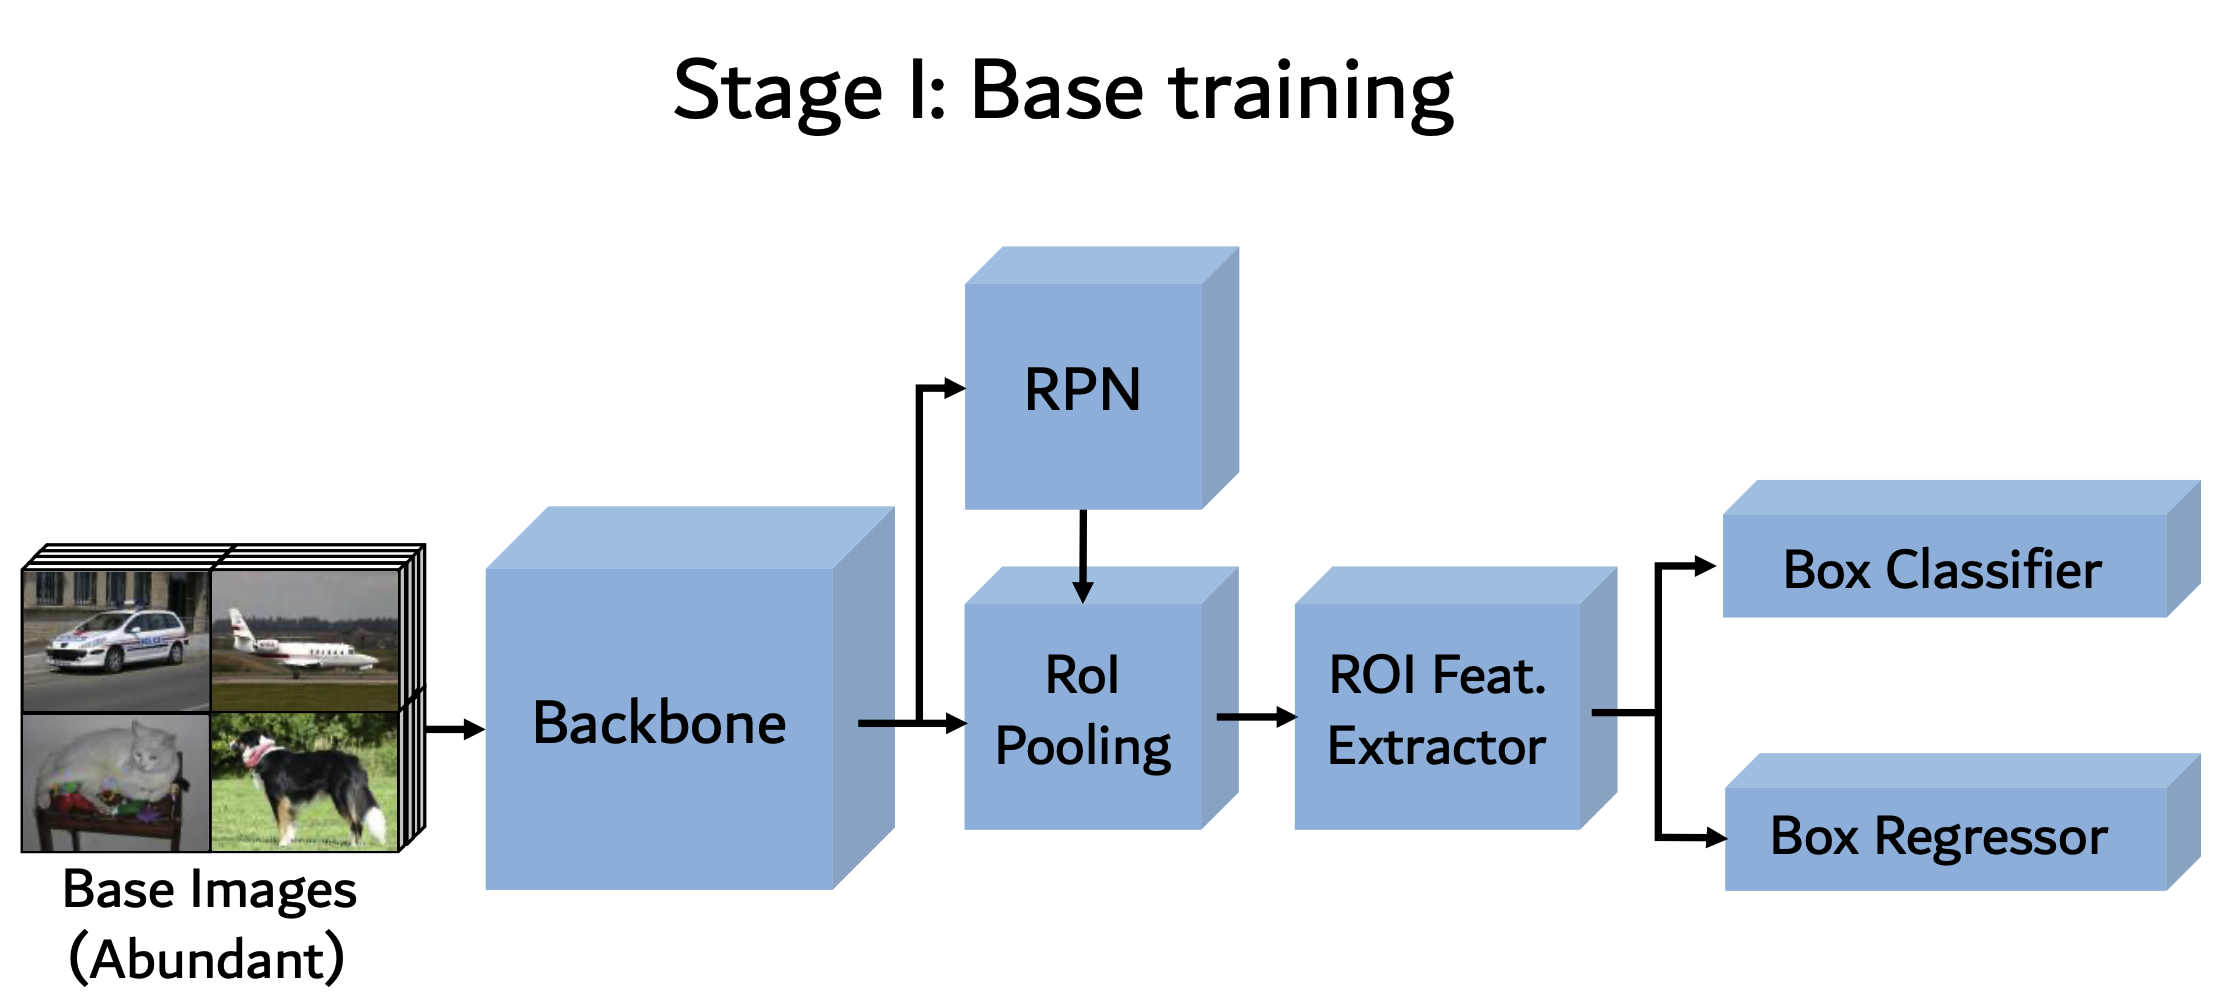 Stage I: Base training
RPN
Backbone
RoI
Pooling
ROI Feat.
Extractor
Box Classifier
Box Regressor
Base Images
(Abundant)